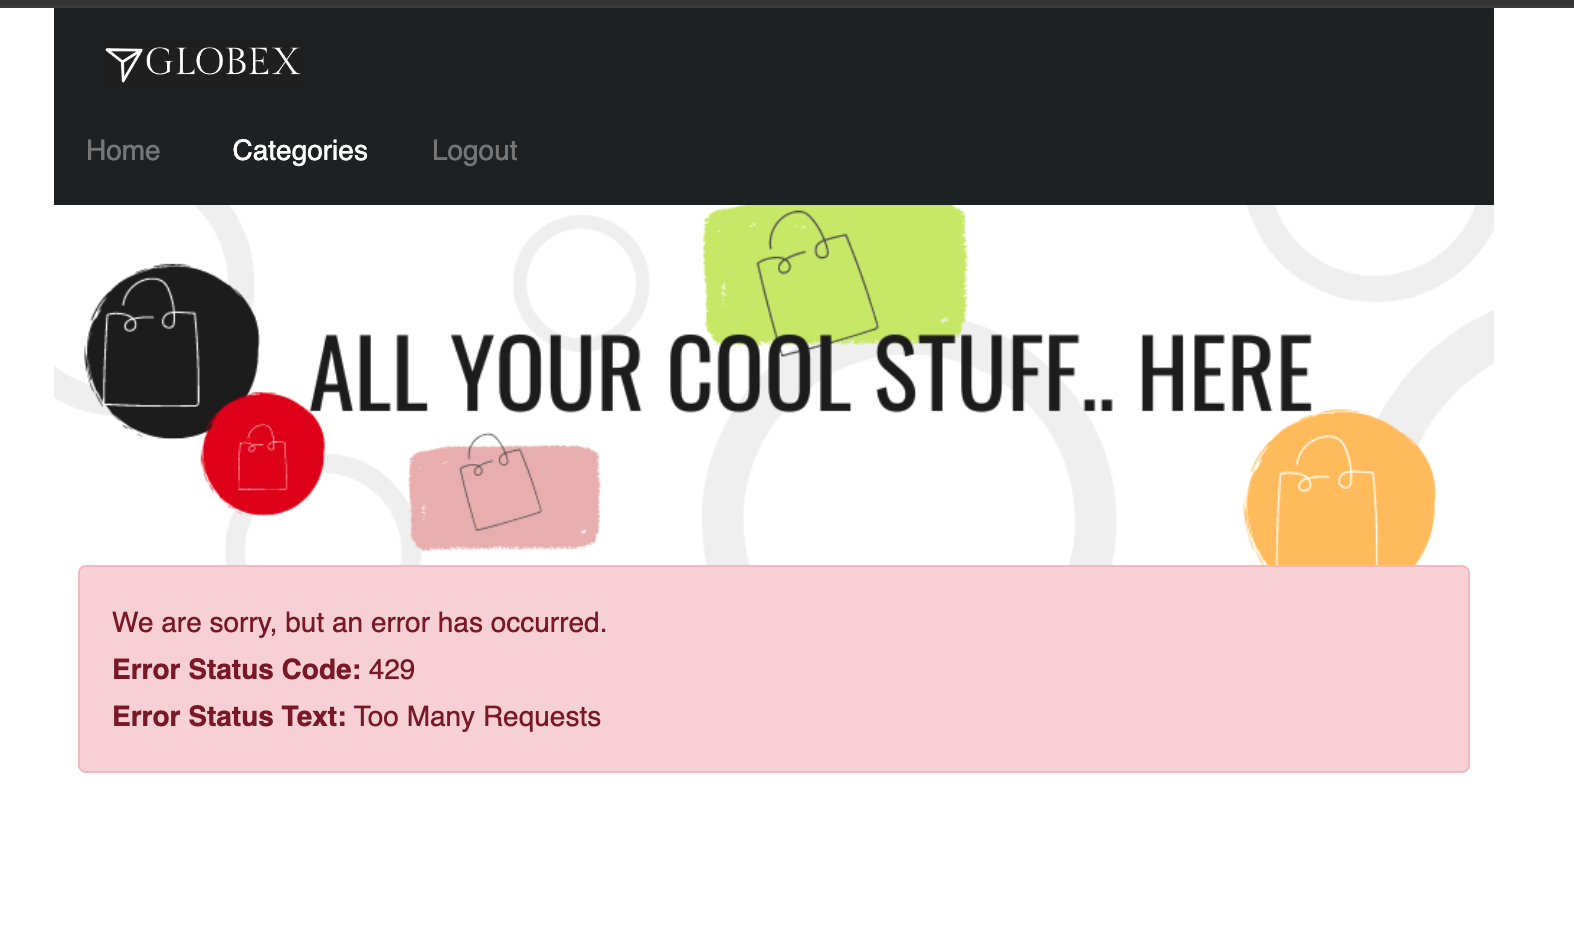 GLOBEX
Home Categories Logout
ALL YOUR COOL STUFF.. HERE
We are sorry, but an error has occurred.
Error Status Code: 429
Error Status Text: Too Many Requests